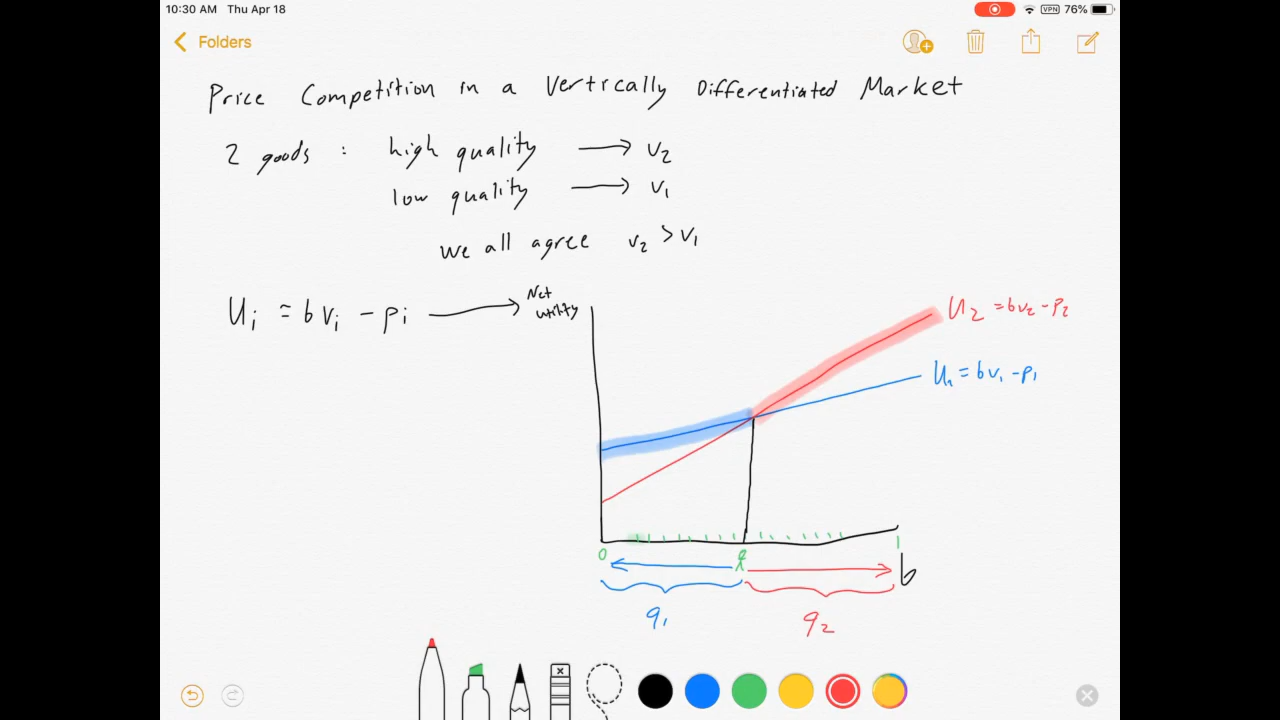 10:30 AM Thu Apr 18
VPN 76%
Folders
Price Competition in a Vertically Differentiated Market
2 goods : high quality → v₂
low quality → v₁
we all agree v₂ > v₁
Uᵢ = bvᵢ - pᵢ → Net utility
U₂ = bv₂ - p₂
U₁ = bv₁ - p₁
0 1
b
q₁ q₂